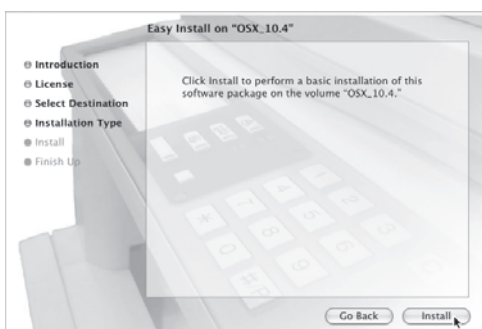 Easy Install on “OSX_10.4”
Introduction
License
Select Destination
Installation Type
Install
Finish Up
Click Install to perform a basic installation of this
software package on the volume “OSX_10.4.”
Go Back
Install